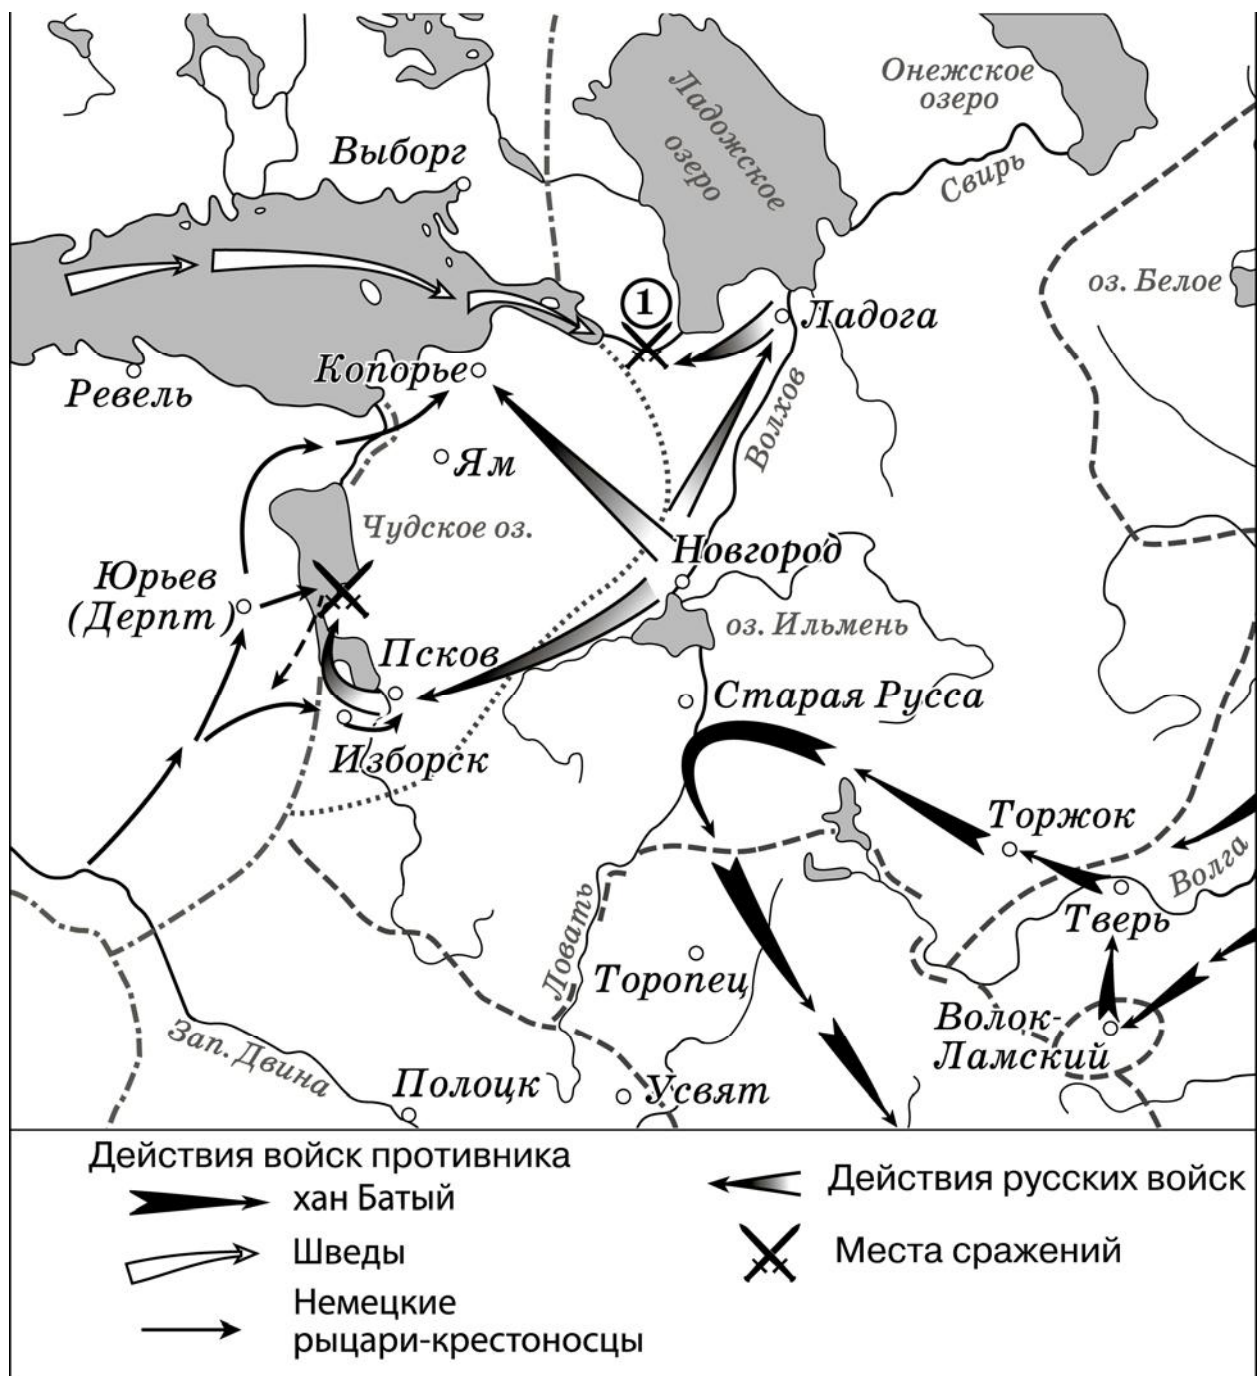 Онежское
озеро
Ладожское
озеро
Выборг
Свирь
оз. Белое
1
Ладога
Ревель
Копорье
Волхов
Ям
Чудское оз.
Новгород
Юрьев
(Дерпт)
оз. Ильмень
Псков
Старая Русса
Изборск
Торжок
Волга
Тверь
Ловать
Торопец
Волок-
Ламский
Зап. Двина
Полоцк
Усвят
Действия войск противника
хан Батый
Шведы
Немецкие
рыцари-крестоносцы
Действия русских войск
Места сражений